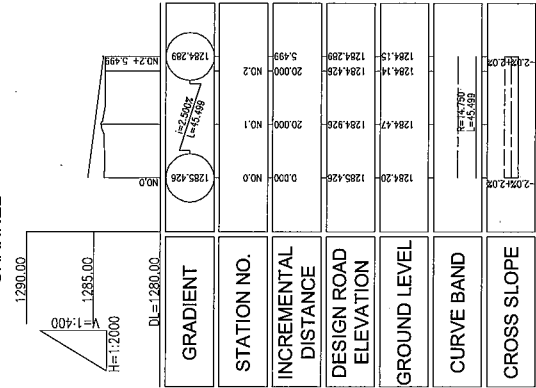 1290.00
1285.00
DL=1280.00
V=1:400
H=1:2000
NO.2+ 5.499
GRADIENT
1285.426
i=2.500%
L=45.499
1284.289
STATION NO.
NO.0
NO.1
NO.2
INCREMENTAL
DISTANCE
0.000
20.000
20.000
5.499
DESIGN ROAD
ELEVATION
1285.426
1284.926
1284.426
1284.289
GROUND LEVEL
1284.20
1284.47
1284.14
1284.15
CURVE BAND
R=74.750
L=45.499
CROSS SLOPE
-2.0%+2.0%
-2.0%+2.0%